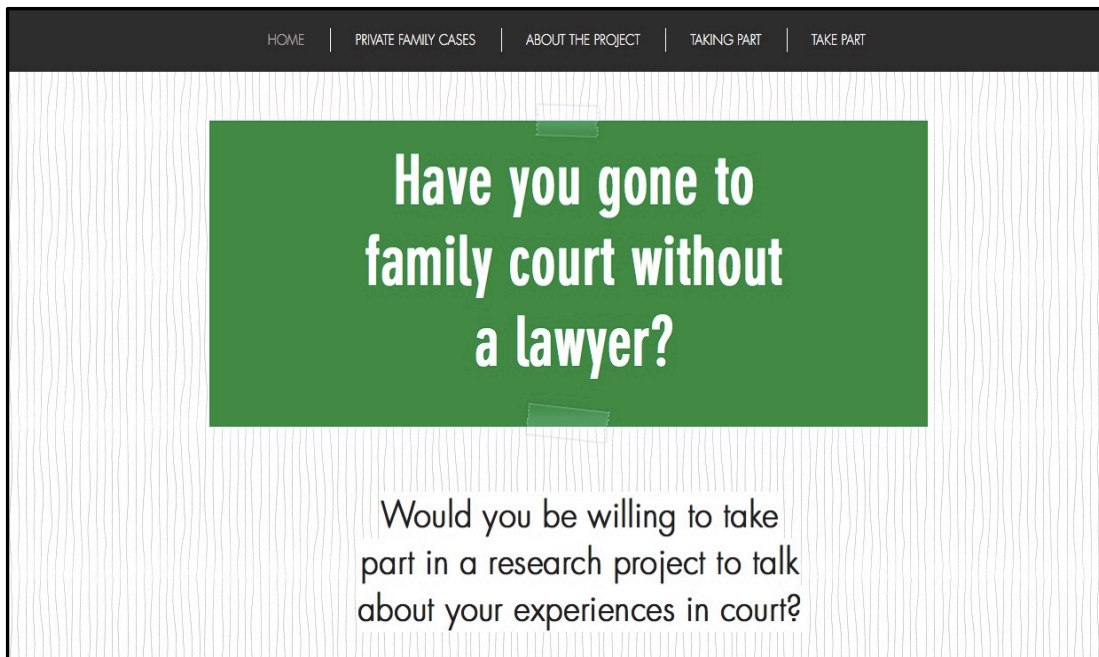 HOME PRIVATE FAMILY CASES ABOUT THE PROJECT TAKING PART TAKE PART
Have you gone to
family court without
a lawyer?
Would you be willing to take
part in a research project to talk
about your experiences in court?